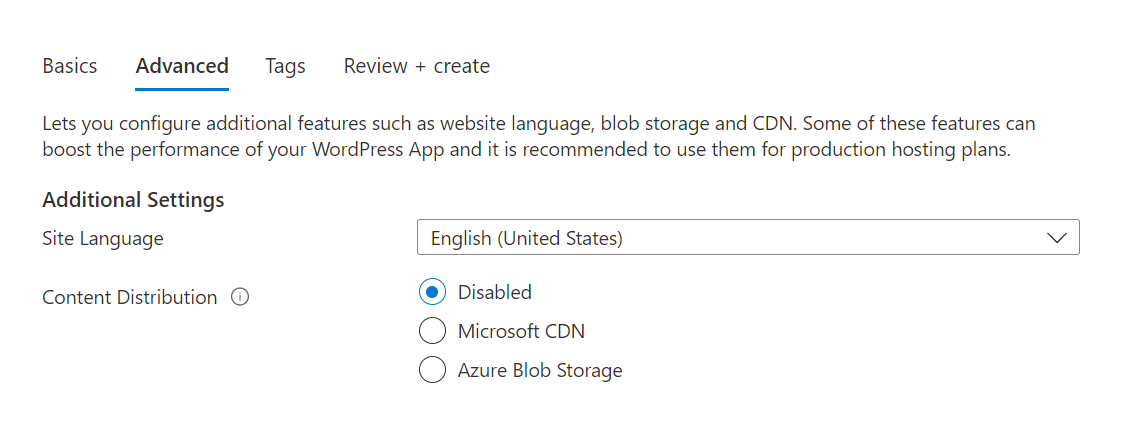 Basics Advanced Tags Review + create
Lets you configure additional features such as website language, blob storage and CDN. Some of these features can
boost the performance of your WordPress App and it is recommended to use them for production hosting plans.
Additional Settings
Site Language English (United States)
Content Distribution Disabled
Microsoft CDN
Azure Blob Storage